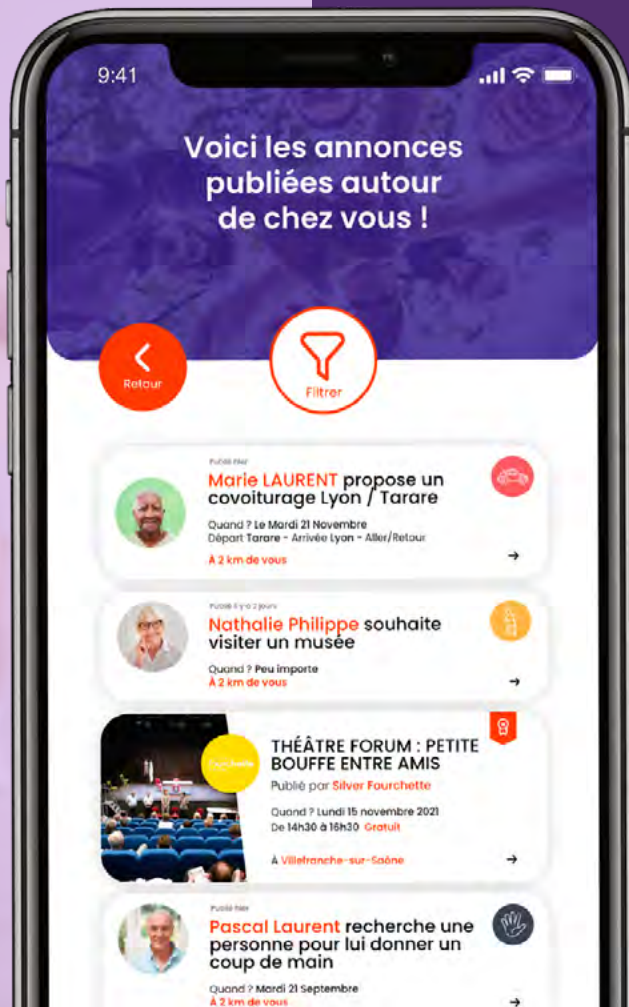 9:41
Voici les annonces
publiées autour
de chez vous !
Retour
Filtrer
Publié hier
Marie LAURENT propose un
covoiturage Lyon / Tarare
Quand ? Le Mardi 21 Novembre
Départ Tarare - Arrivée Lyon - Aller/Retour
À 2 km de vous
Publié il y a 2 jours
Nathalie Philippe souhaite
visiter un musée
Quand ? Peu importe
À 2 km de vous
THÉÂTRE FORUM : PETITE
BOUFFE ENTRE AMIS
Publié par Silver Fourchette
Quand ? Lundi 15 novembre 2021
De 14h30 à 16h30 Gratuit
À Villefranche-sur-Saône
Publié hier
Pascal Laurent recherche une
personne pour lui donner un
coup de main
Quand ? Mardi 21 Septembre
À 2 km de vous